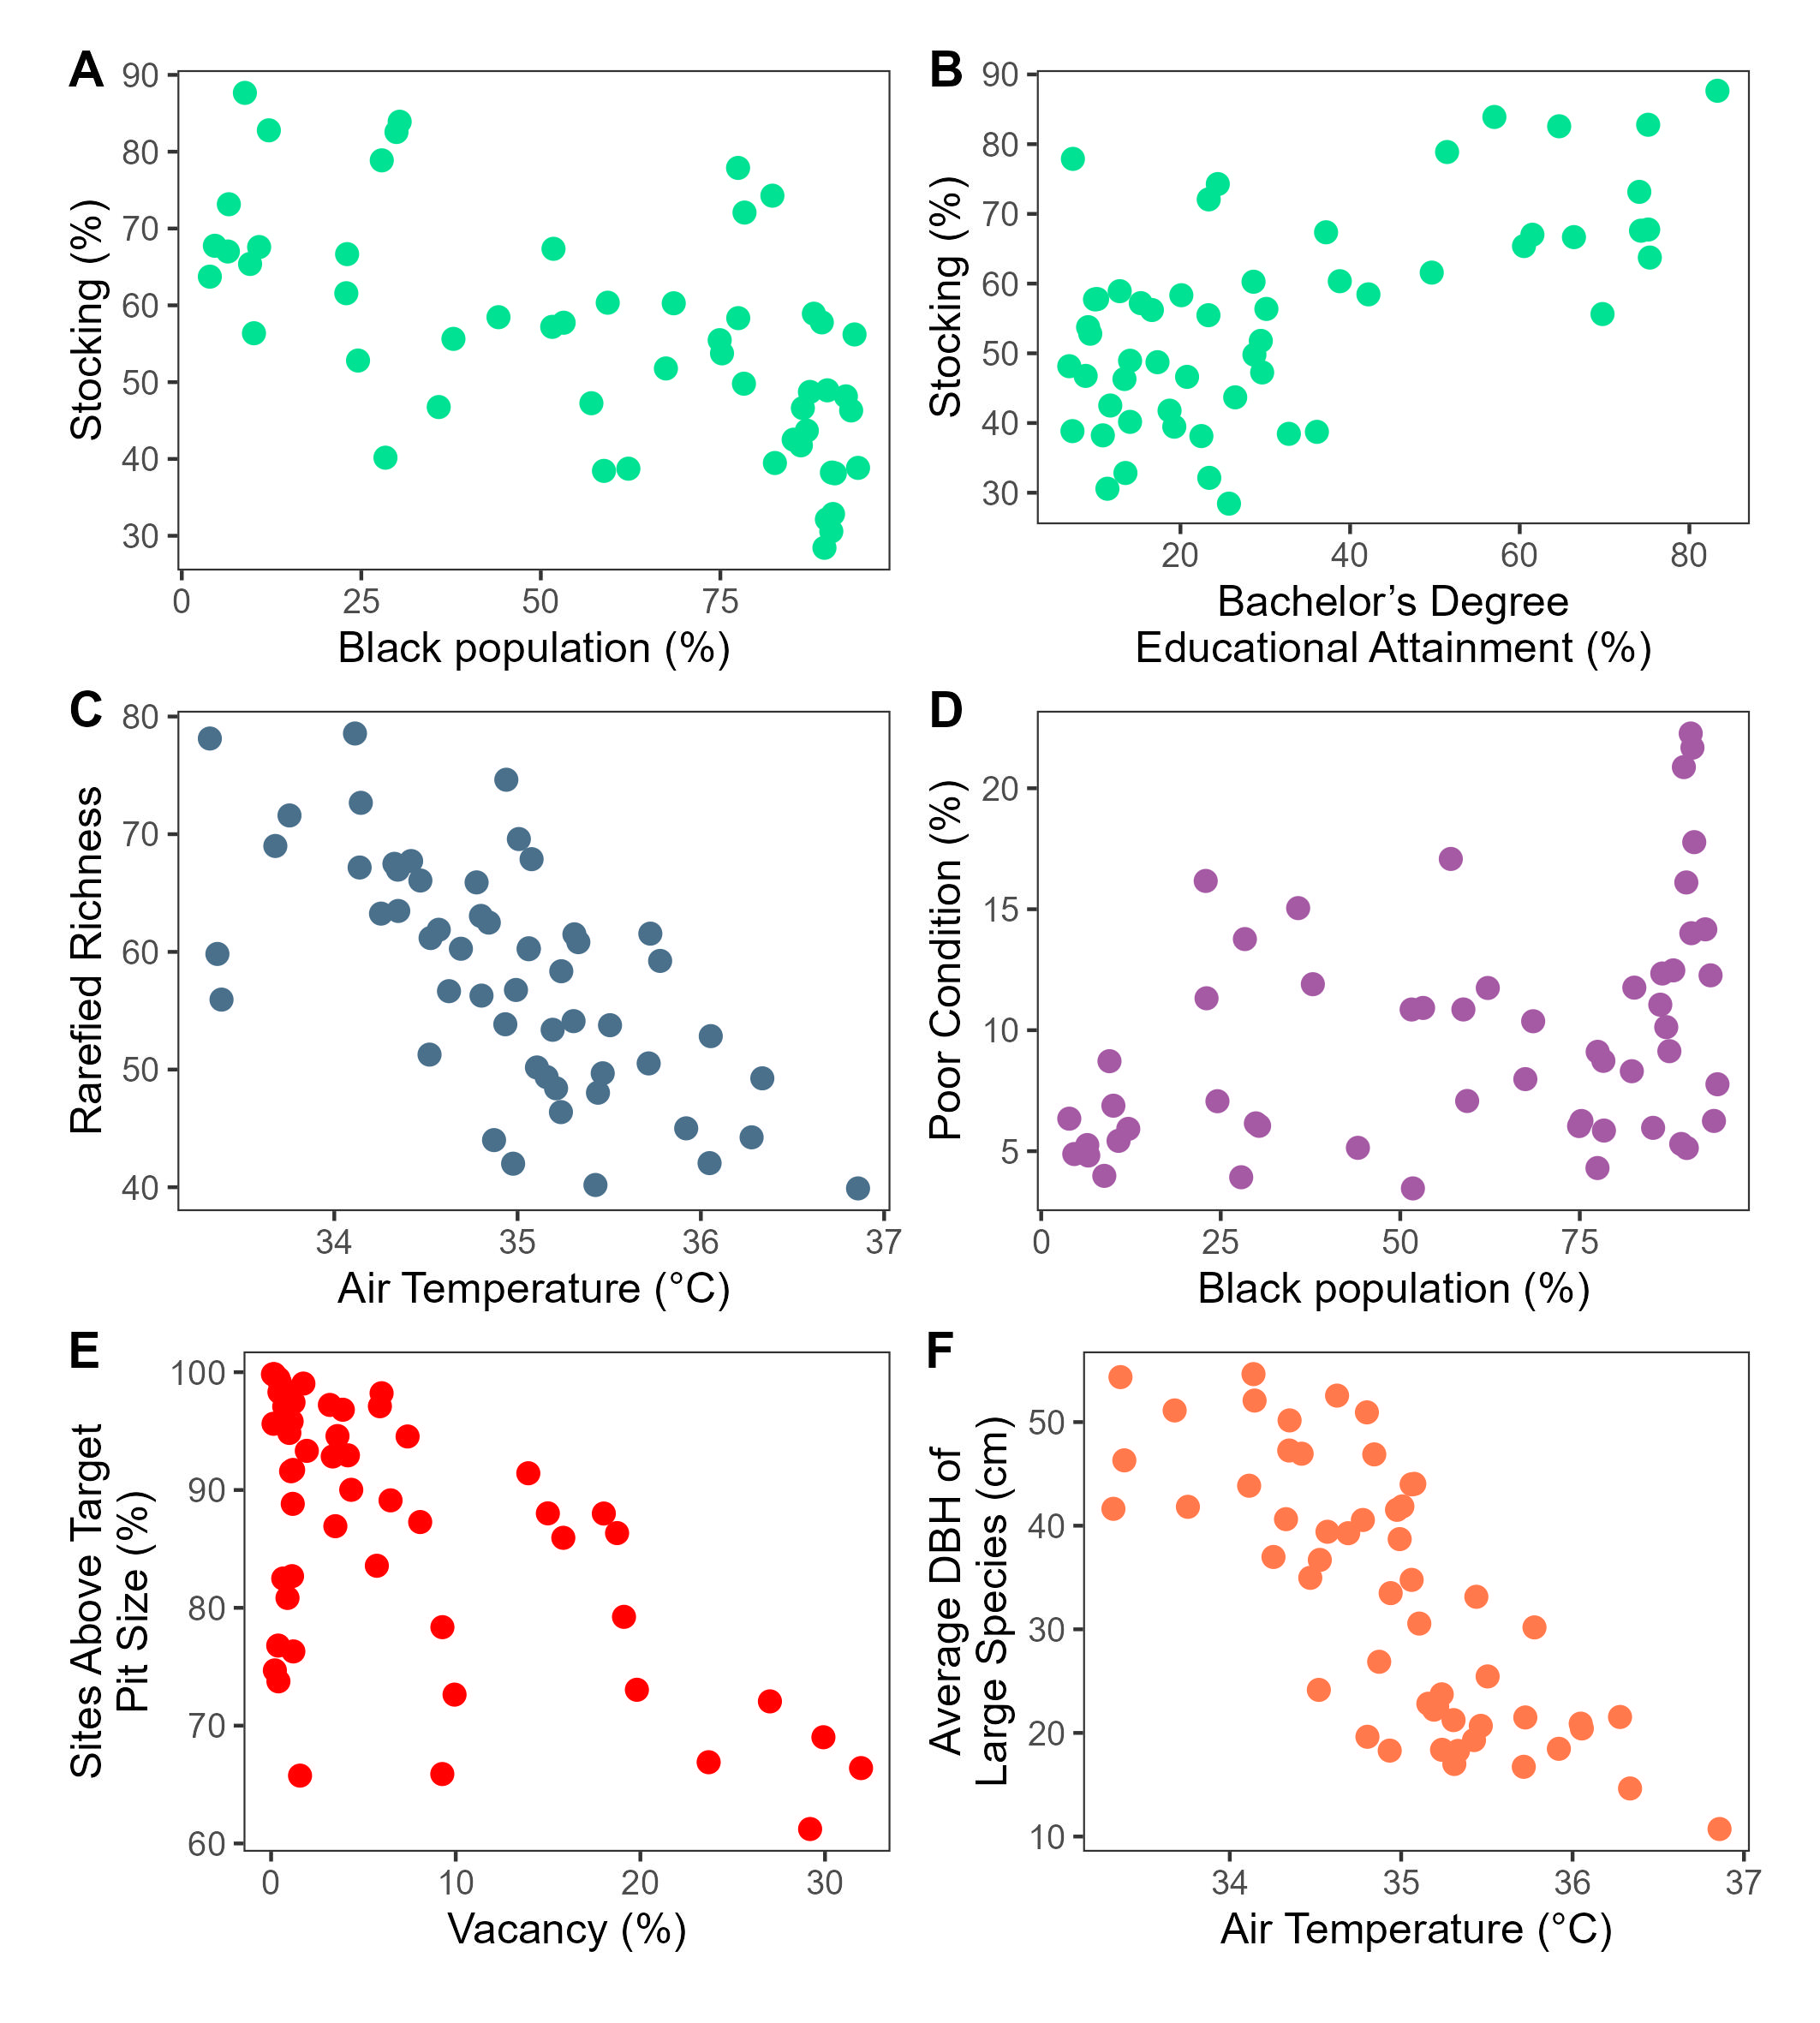 A
90
80
70
60
50
40
30
Stocking (%)
0 25 50 75
Black population (%)
B
90
80
70
60
50
40
30
Stocking (%)
20 40 60 80
Bachelor’s Degree
Educational Attainment (%)
C
80
70
60
50
40
Rarefied Richness
34 35 36 37
Air Temperature (°C)
D
20
15
10
5
Poor Condition (%)
0 25 50 75
Black population (%)
E
100
90
80
70
60
Sites Above Target
Pit Size (%)
0 10 20 30
Vacancy (%)
F
50
40
30
20
10
Average DBH of
Large Species (cm)
34 35 36 37
Air Temperature (°C)